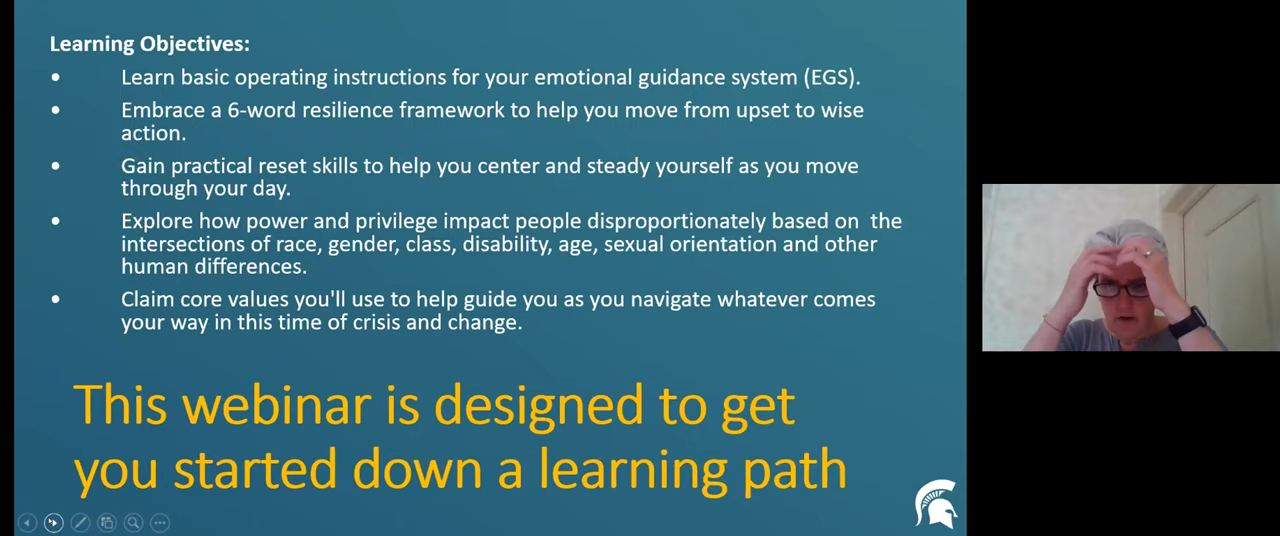 Learning Objectives:
• Learn basic operating instructions for your emotional guidance system (EGS).
• Embrace a 6-word resilience framework to help you move from upset to wise
action.
• Gain practical reset skills to help you center and steady yourself as you move
through your day.
• Explore how power and privilege impact people disproportionately based on  the
intersections of race, gender, class, disability, age, sexual orientation and other
human differences.
• Claim core values you'll use to help guide you as you navigate whatever comes
your way in this time of crisis and change.
This webinar is designed to get
you started down a learning path